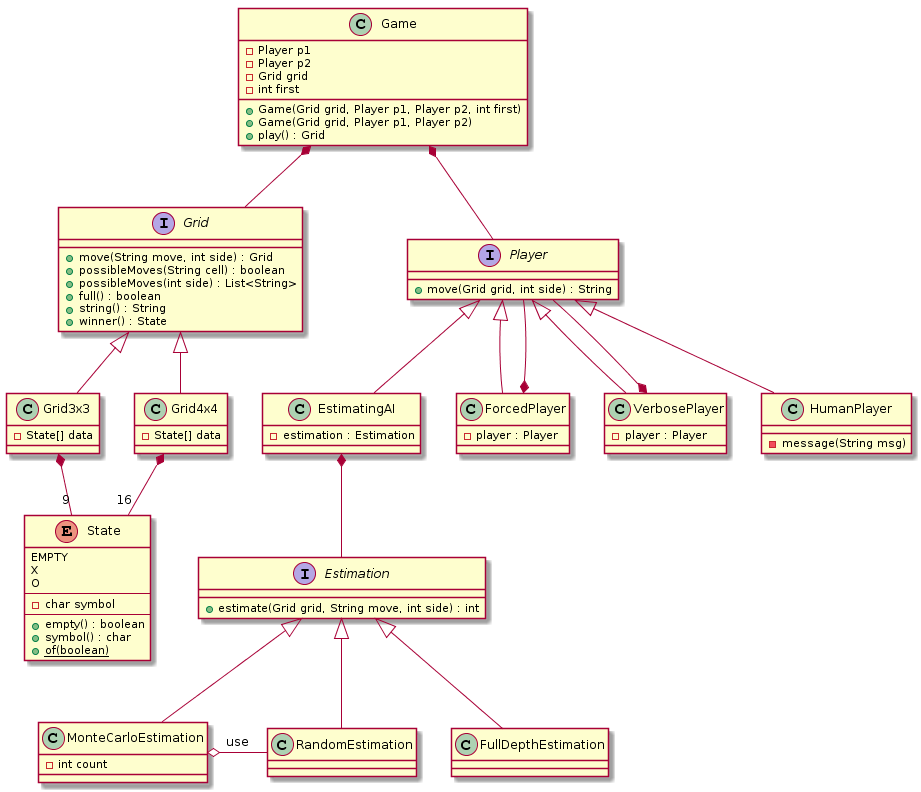 C Game
Player p1
Player p2
Grid grid
int first
Game(Grid grid, Player p1, Player p2, int first)
Game(Grid grid, Player p1, Player p2)
play() : Grid
I Grid
move(String move, int side) : Grid
possibleMoves(String cell) : boolean
possibleMoves(int side) : List<String>
full() : boolean
string() : String
winner() : State
I Player
move(Grid grid, int side) : String
C Grid3x3
State[] data
C Grid4x4
State[] data
C EstimatingAI
estimation : Estimation
C ForcedPlayer
player : Player
C VerbosePlayer
player : Player
C HumanPlayer
message(String msg)
9
16
E State
EMPTY
X
O
char symbol
empty() : boolean
symbol() : char
of(boolean)
I Estimation
estimate(Grid grid, String move, int side) : int
C MonteCarloEstimation
int count
use
C RandomEstimation
C FullDepthEstimation